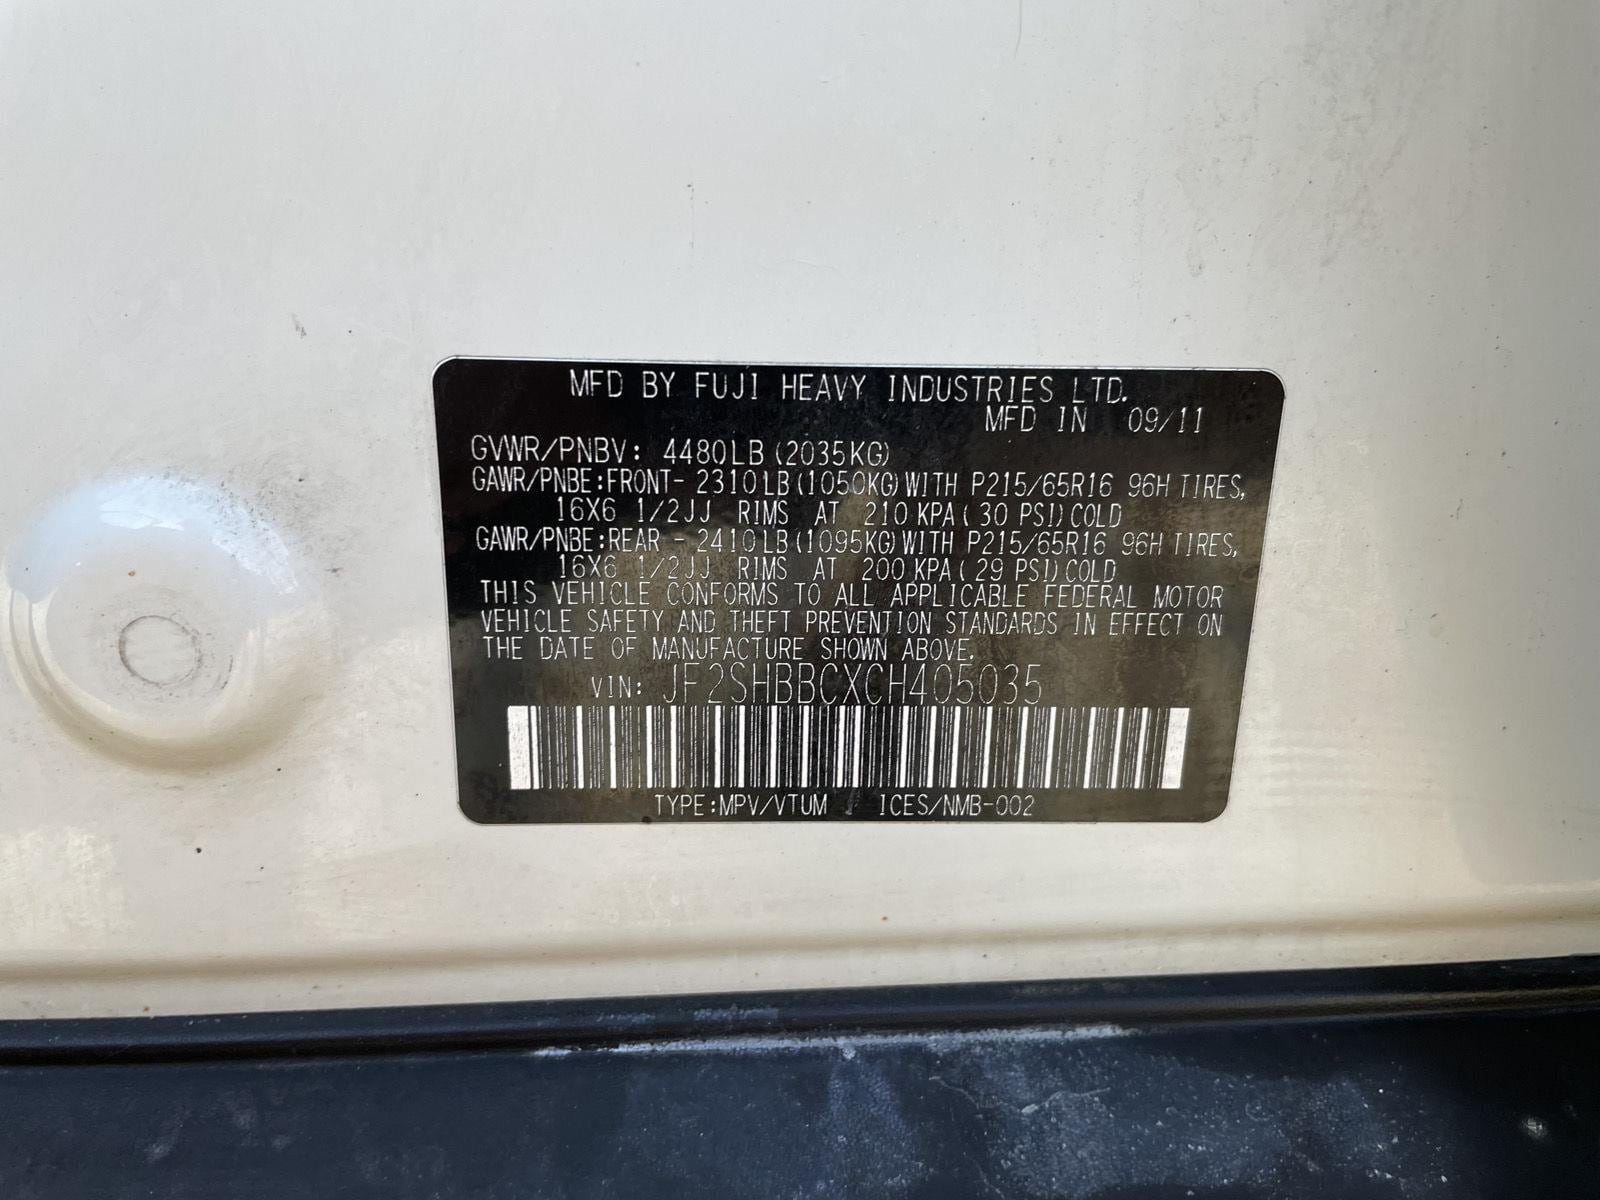 MFD BY FUJI HEAVY INDUSTRIES LTD.
MFD IN 09/11
GVWR/PNBV: 4480LB (2035KG)
GAWR/PNBE:FRONT- 2310LB(1050KG)WITH P215/65R16 96H TIRES,
16X6 1/2JJ RIMS AT 210 KPA( 30 PSI)COLD
GAWR/PNBE:REAR - 2410LB(1095KG)WITH P215/65R16 96H TIRES,
16X6 1/2JJ RIMS AT 200 KPA( 29 PSI)COLD
THIS VEHICLE CONFORMS TO ALL APPLICABLE FEDERAL MOTOR
VEHICLE SAFETY AND THEFT PREVENTION STANDARDS IN EFFECT ON
THE DATE OF MANUFACTURE SHOWN ABOVE.
VIN: JF2SHBBCXCH405035
TYPE:MPV/VTUM / ICES/NMB-002